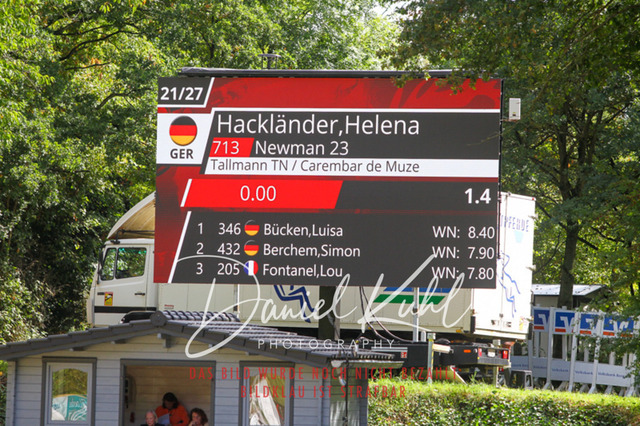 21/27
Hackländer,Helena
GER
713 Newman 23
Tallmann TN / Carembar de Muze
0.00 1.4
1 346 Bücken,Luisa WN: 8.40
2 432 Berchem,Simon WN: 7.90
3 205 Fontanel,Lou WN: 7.80
PFERDE
Daniel Kuhl
PHOTOGRAPHY
DAS BILD WURDE NOCH NICHT BEZAHLT
BILDKLAU IST STRAFBAR